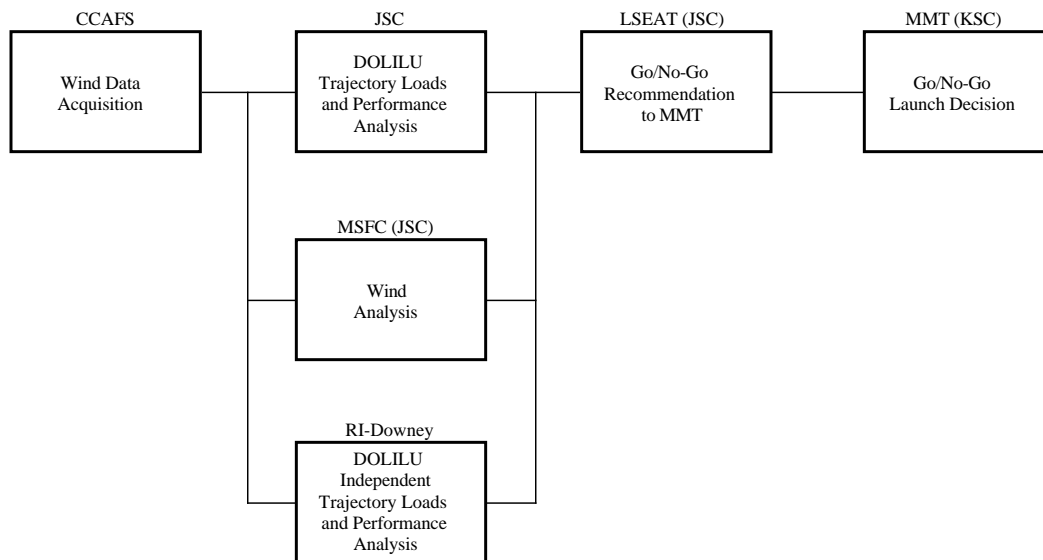 CCAFS
Wind Data
Acquisition
JSC
DOLILU
Trajectory Loads
and Performance
Analysis
LSEAT (JSC)
Go/No-Go
Recommendation
to MMT
MMT (KSC)
Go/No-Go
Launch Decision
MSFC (JSC)
Wind
Analysis
RI-Downey
DOLILU
Independent
Trajectory Loads
and Performance
Analysis